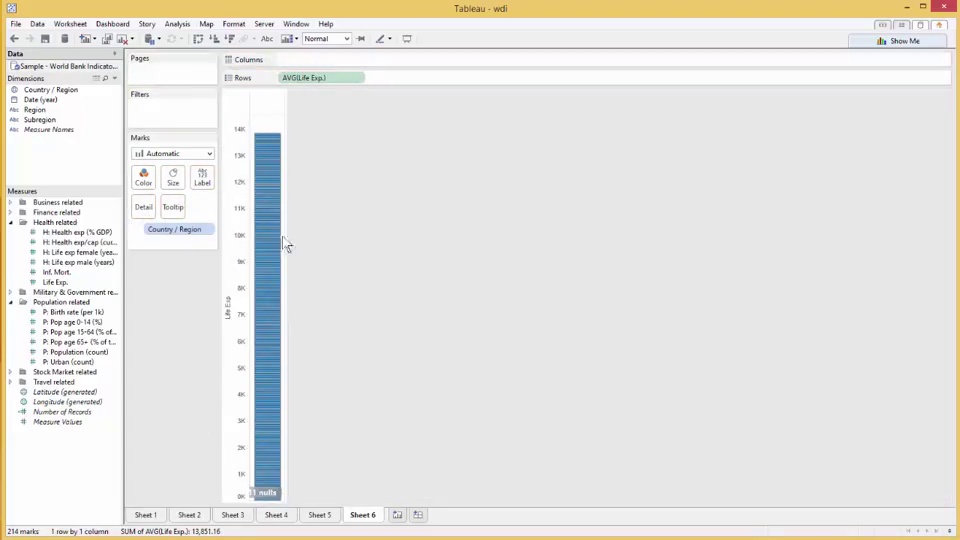 Tableau - wdi
File Data Worksheet Dashboard Story Analysis Map Format Server Window Help
Abc Normal
Show Me
Data
Sample - World Bank Indicato...
Dimensions
Country / Region
Date (year)
Abc Region
Abc Subregion
Abc Measure Names
Measures
Business related
Finance related
Health related
H: Health exp (% GDP)
H: Health exp/cap (cus...
H: Life exp female (yea...
H: Life exp male (years)
Inf. Mort.
Life Exp.
Military & Government re...
Population related
P: Birth rate (per 1k)
P: Pop age 0-14 (%)
P: Pop age 15-64 (% of...
P: Pop age 65+ (% of t...
P: Population (count)
P: Urban (count)
Stock Market related
Travel related
Latitude (generated)
Longitude (generated)
Number of Records
Measure Values
Pages
Filters
Marks
Automatic
Color Size Label
Detail Tooltip
Country / Region
Columns
Rows AVG(Life Exp.)
14K
13K
12K
11K
10K
9K
8K
7K
6K
5K
4K
3K
2K
1K
0K
Life Exp.
1 nulls
Sheet 1 Sheet 2 Sheet 3 Sheet 4 Sheet 5 Sheet 6
214 marks 1 row by 1 column SUM of AVG(Life Exp.): 13,851.16